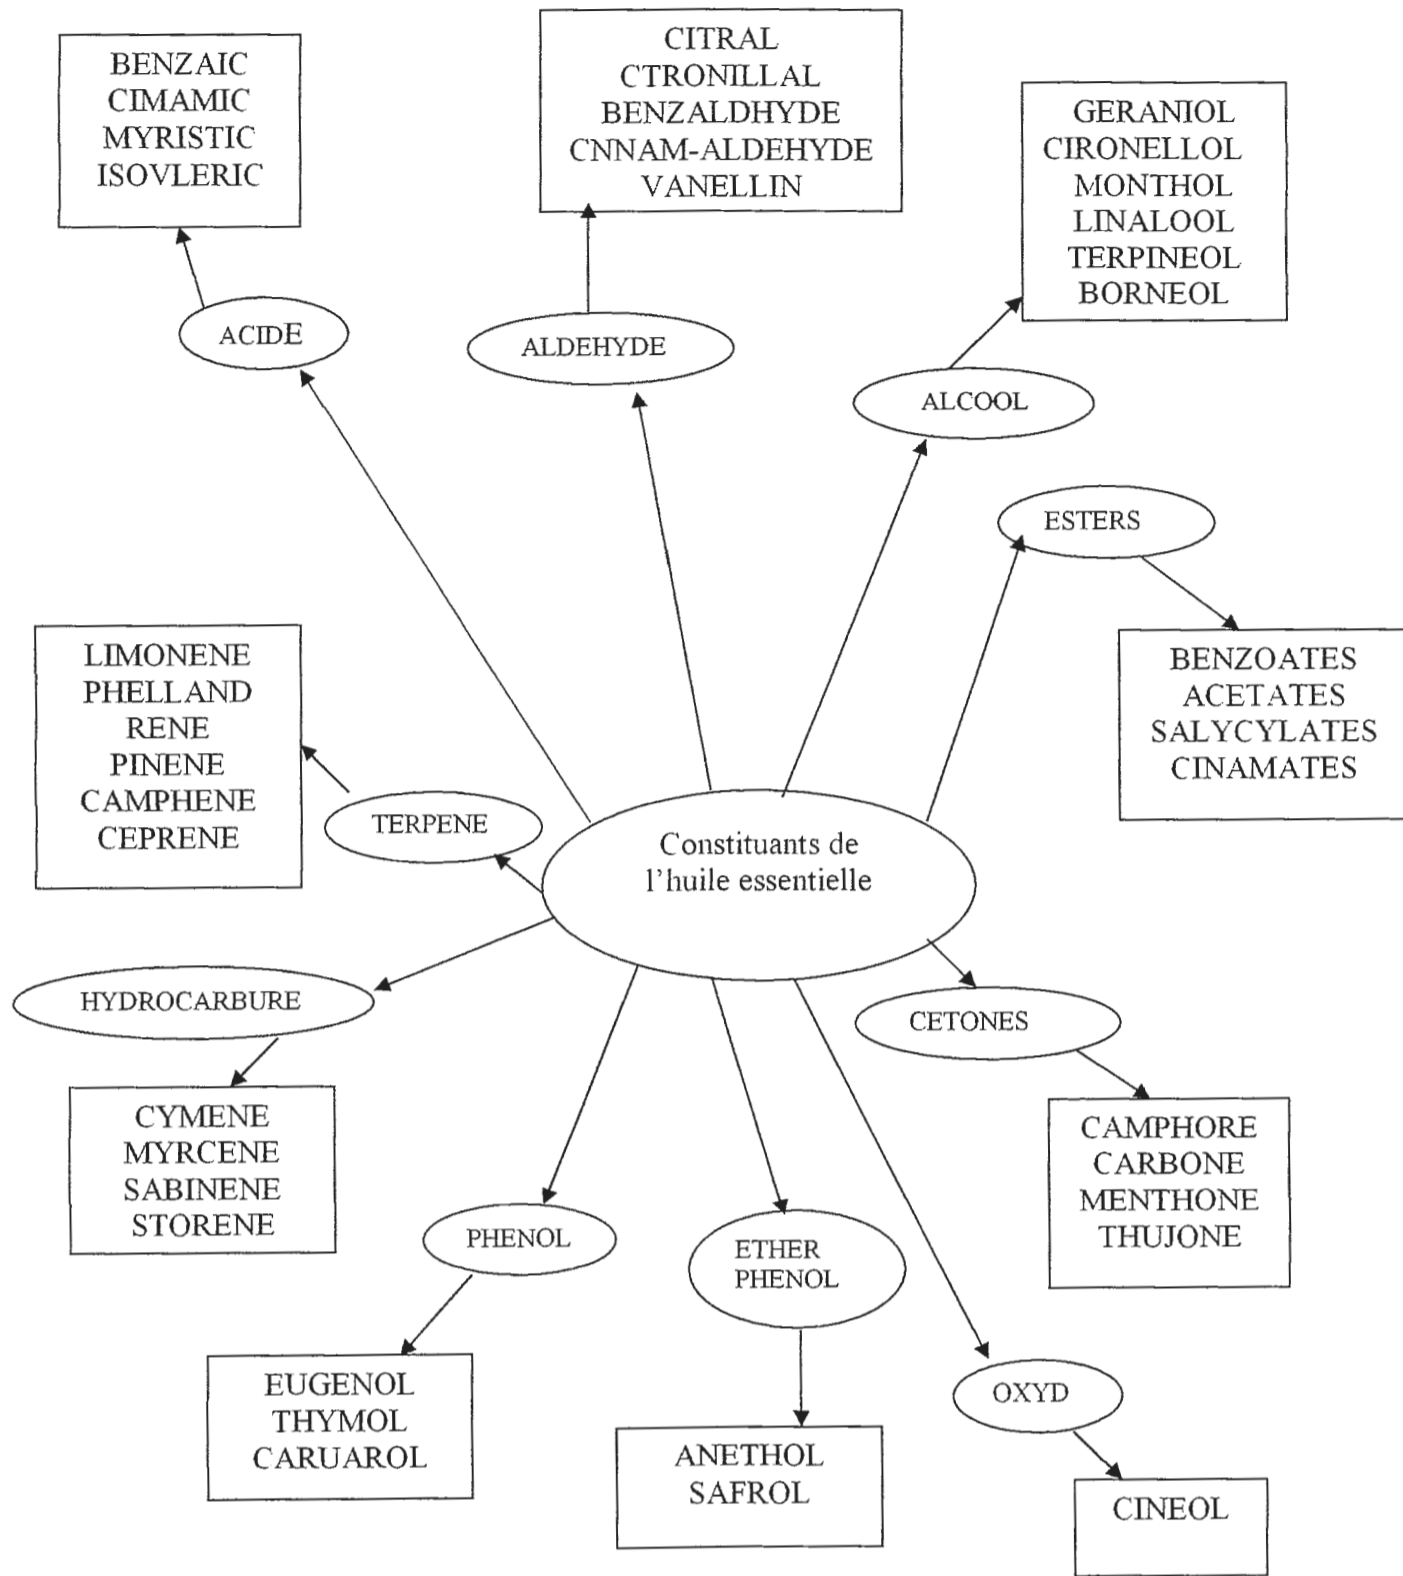 BENZAIC
CIMAMIC
MYRISTIC
ISOVLERIC
CITRAL
CTRONILLAL
BENZALDHYDE
CNNAM-ALDEHYDE
VANELLIN
GERANIOL
CIRONELLOL
MONTHOL
LINALOOL
TERPINEOL
BORNEOL
ACIDE
ALDEHYDE
ALCOOL
ESTERS
BENZOATES
ACETATES
SALYCYLATES
CINAMATES
LIMONENE
PHELLAND
RENE
PINENE
CAMPHENE
CEPRENE
TERPENE
Constituants de
l'huile essentielle
HYDROCARBURE
CETONES
CYMENE
MYRCENE
SABINENE
STORENE
CAMPHORE
CARBONE
MENTHONE
THUJONE
PHENOL
ETHER
PHENOL
EUGENOL
THYMOL
CARUAROL
ANETHOL
SAFROL
OXYD
CINEOL